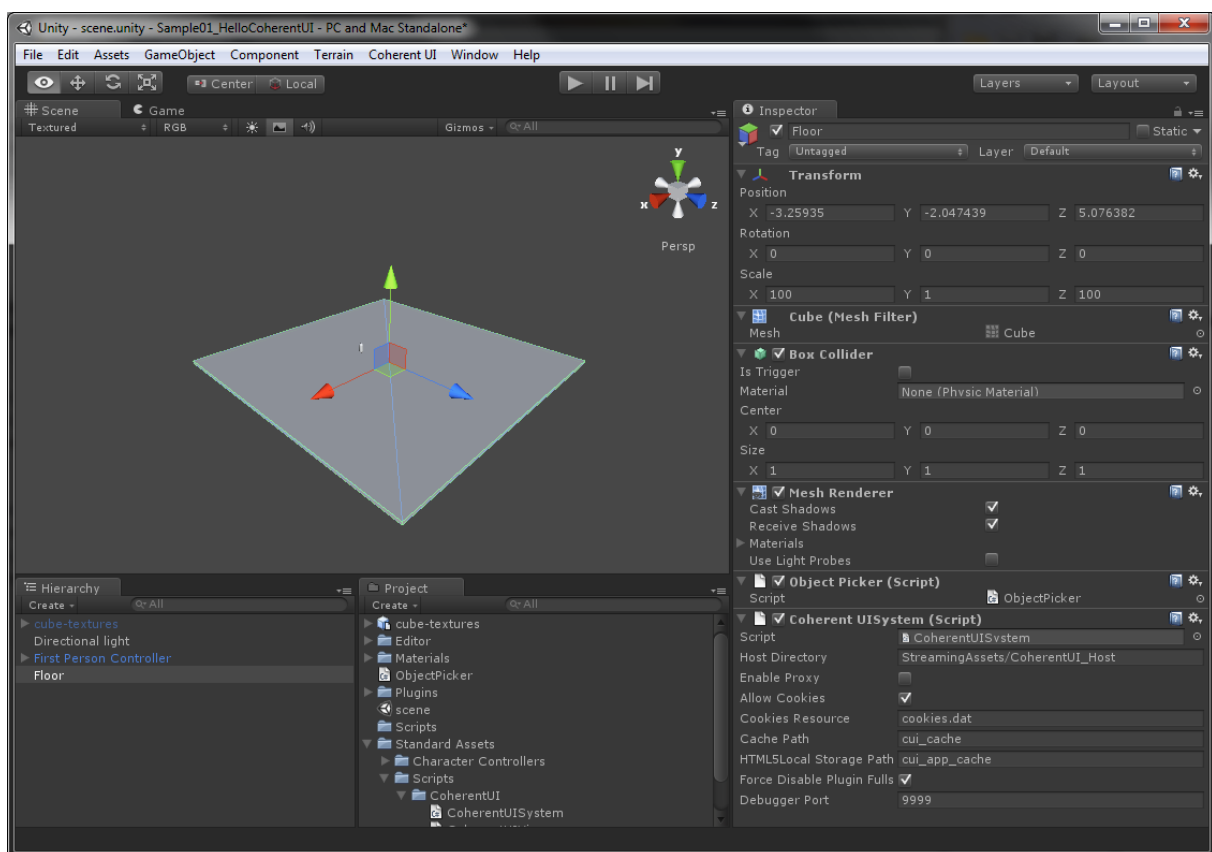 Unity - scene.unity - Sample01_HelloCoherentUI - PC and Mac Standalone*
File Edit Assets GameObject Component Terrain Coherent UI Window Help
Center Local Layers Layout
Scene Game
Textured RGB Gizmos All
y
x z
Persp
1
Inspector
Floor Static
Tag Untagged Layer Default
Transform
Position
X -3.25935 Y -2.047439 Z 5.076382
Rotation
X 0 Y 0 Z 0
Scale
X 100 Y 1 Z 100
Cube (Mesh Filter)
Mesh Cube
Box Collider
Is Trigger
Material None (Physic Material)
Center
X 0 Y 0 Z 0
Size
X 1 Y 1 Z 1
Mesh Renderer
Cast Shadows
Receive Shadows
Materials
Use Light Probes
Object Picker (Script)
Script ObjectPicker
Coherent UISystem (Script)
Script CoherentUISystem
Host Directory StreamingAssets/CoherentUI_Host
Enable Proxy
Allow Cookies
Cookies Resource cookies.dat
Cache Path cui_cache
HTML5Local Storage Path cui_app_cache
Force Disable Plugin Fulls
Debugger Port 9999
Hierarchy
Create All
cube-textures
Directional light
First Person Controller
Floor
Project
Create All
cube-textures
Editor
Materials
ObjectPicker
Plugins
scene
Scripts
Standard Assets
Character Controllers
Scripts
CoherentUI
CoherentUISystem